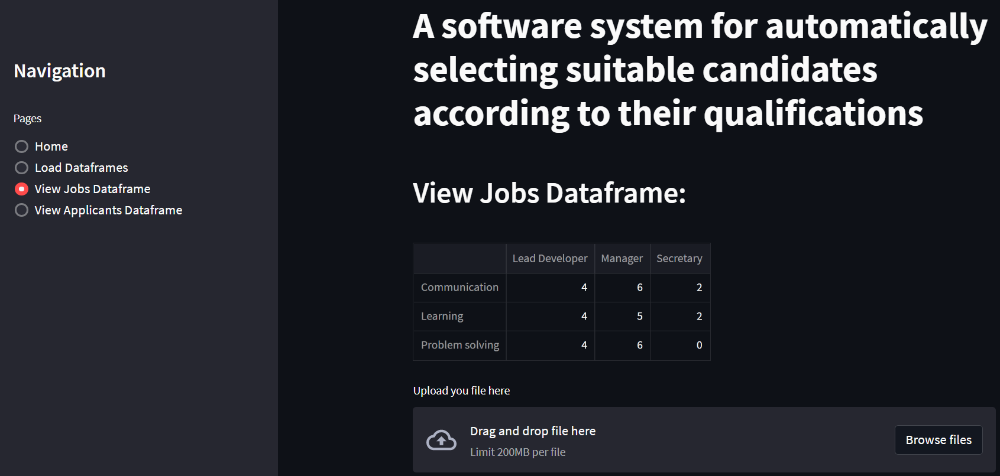 Navigation
Pages
Home
Load Dataframes
View Jobs Dataframe
View Applicants Dataframe
A software system for automatically
selecting suitable candidates
according to their qualifications
View Jobs Dataframe:
Lead Developer Manager Secretary
Communication 4 6 2
Learning 4 5 2
Problem solving 4 6 0
Upload you file here
Drag and drop file here
Limit 200MB per file
Browse files